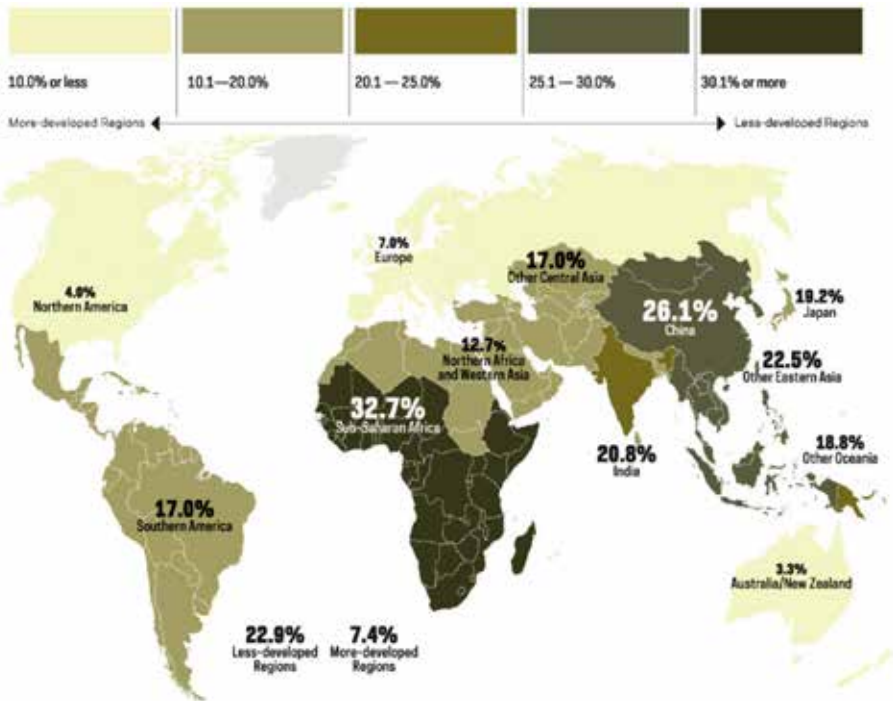 10.0% or less
10.1—20.0%
20.1 — 25.0%
25.1 — 30.0%
30.1% or more
More-developed Regions
Less-developed Regions
7.0%
Europe
4.0%
Northern America
17.0%
Other Central Asia
26.1%
China
19.2%
Japan
12.7%
Northern Africa
and Western Asia
22.5%
Other Eastern Asia
32.7%
Sub-Saharan Africa
20.8%
India
18.8%
Other Oceania
17.0%
Southern America
3.3%
Australia/New Zealand
22.9%
Less-developed
Regions
7.4%
More-developed
Regions